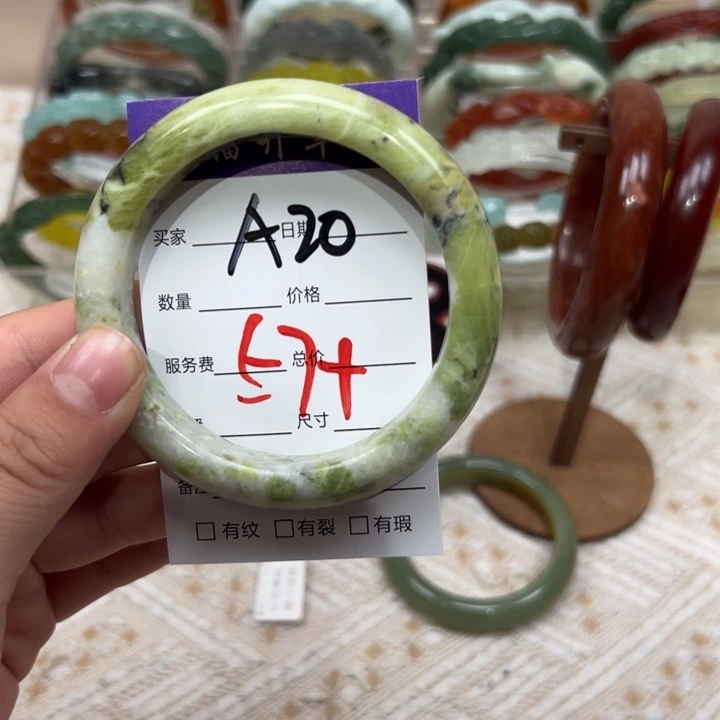 A20
买家 日期
数量 价格
57+
服务费 总价
尺寸
□ 有纹 □ 有裂 □ 有瑕